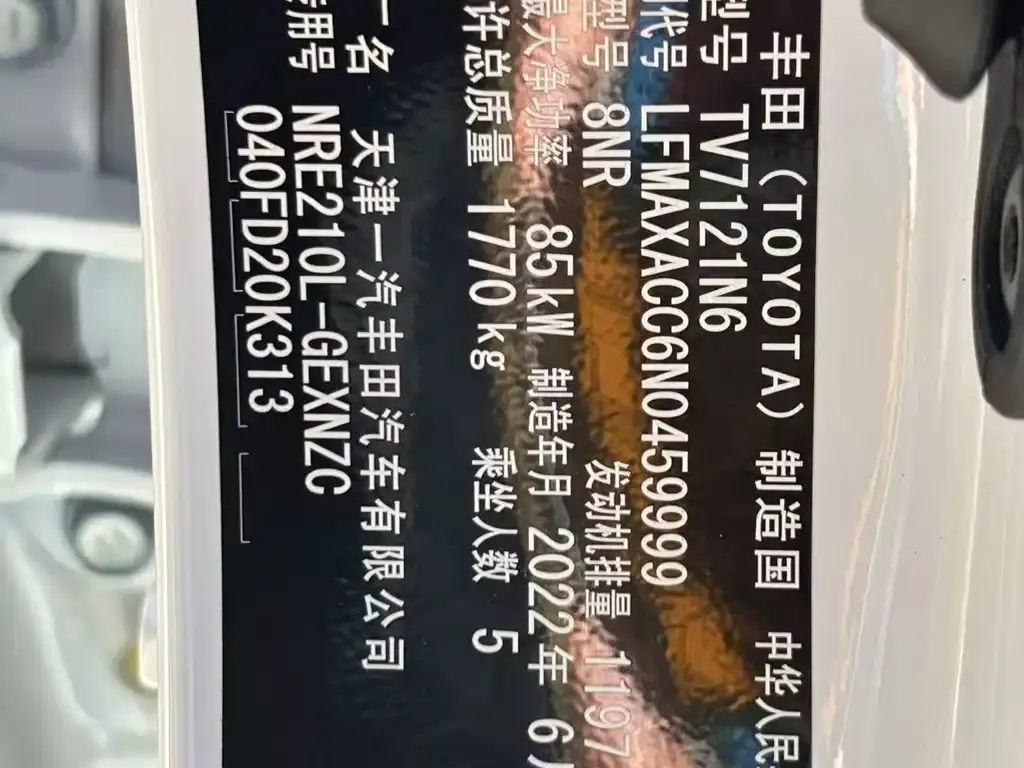 丰田（TOYOTA）制造国 中华人民
型号 TV7121N6
代号 LFMAXACC6N0459999
型号 8NR 发动机排量 1197
最大净功率 85kW 制造年月 2022年 6月
许总质量 1770kg 乘坐人数 5
名 天津一汽丰田汽车有限公司
专用号 NRE210L-GEXNZC
040FD20K313